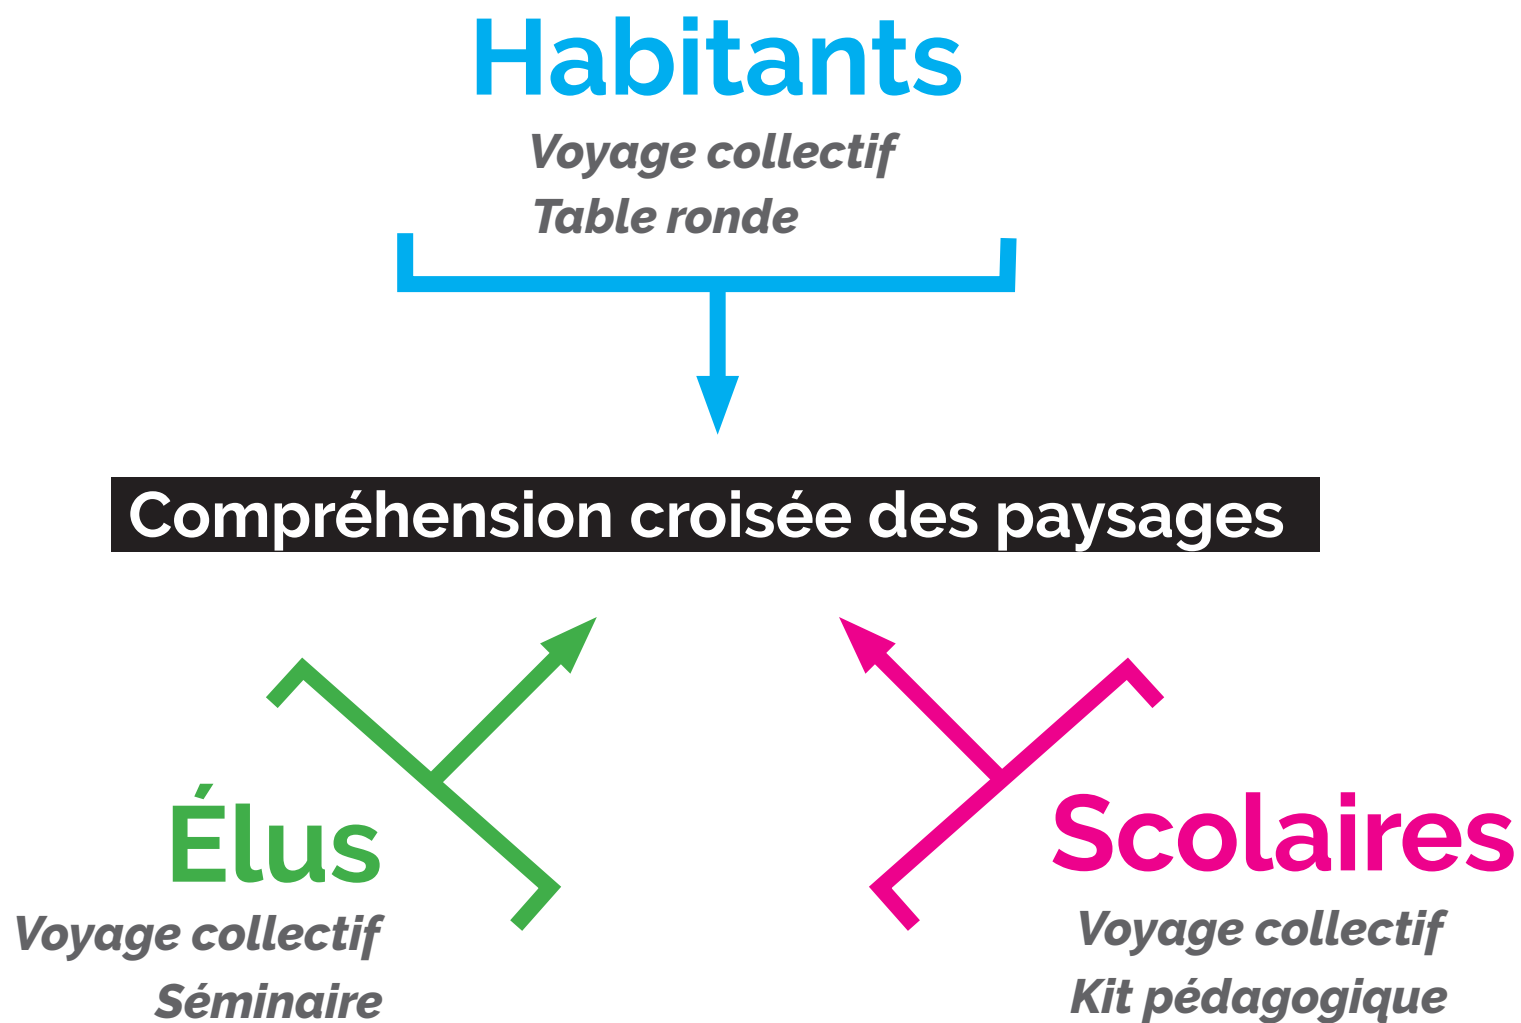 Habitants
Voyage collectif
Table ronde
Compréhension croisée des paysages
Élus
Voyage collectif
Séminaire
Scolaires
Voyage collectif
Kit pédagogique